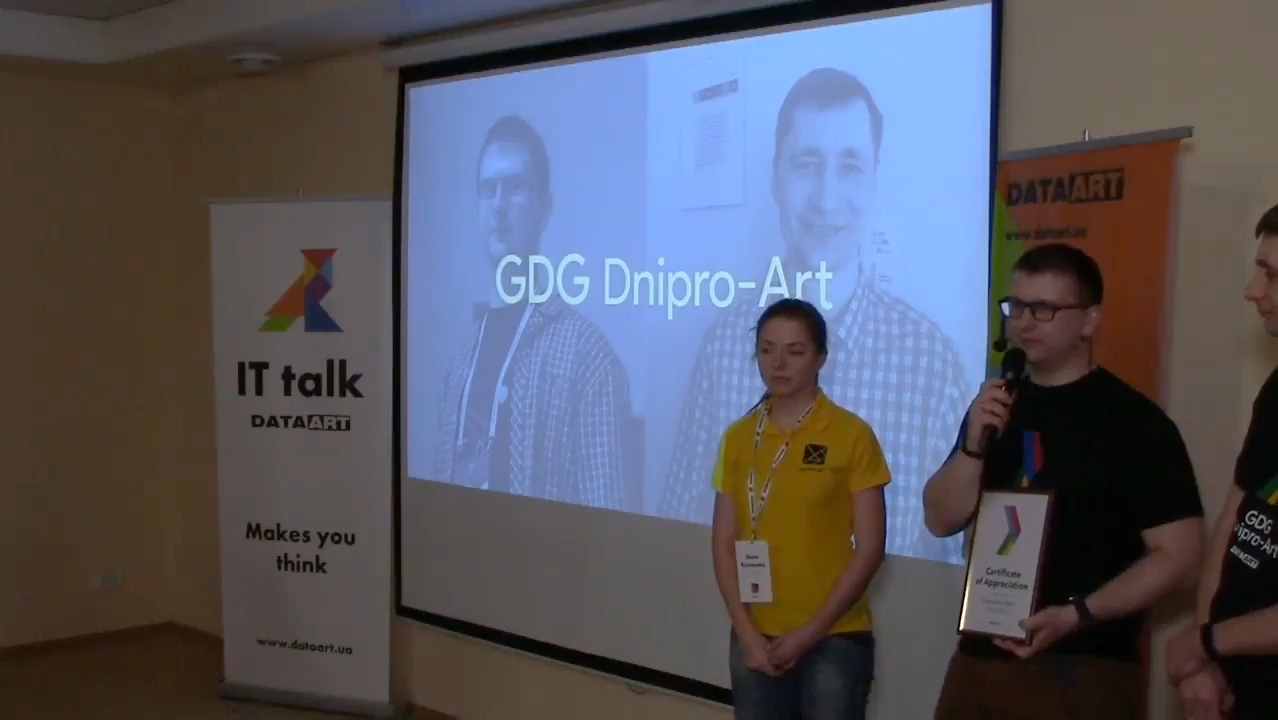 GDG Dnipro-Art
IT talk
DATAART
Makes you
think
www.dataart.ua
DATAART
www.dataart.ua
Certificate
of Appreciation
GDG
ipro-Art
DATAART